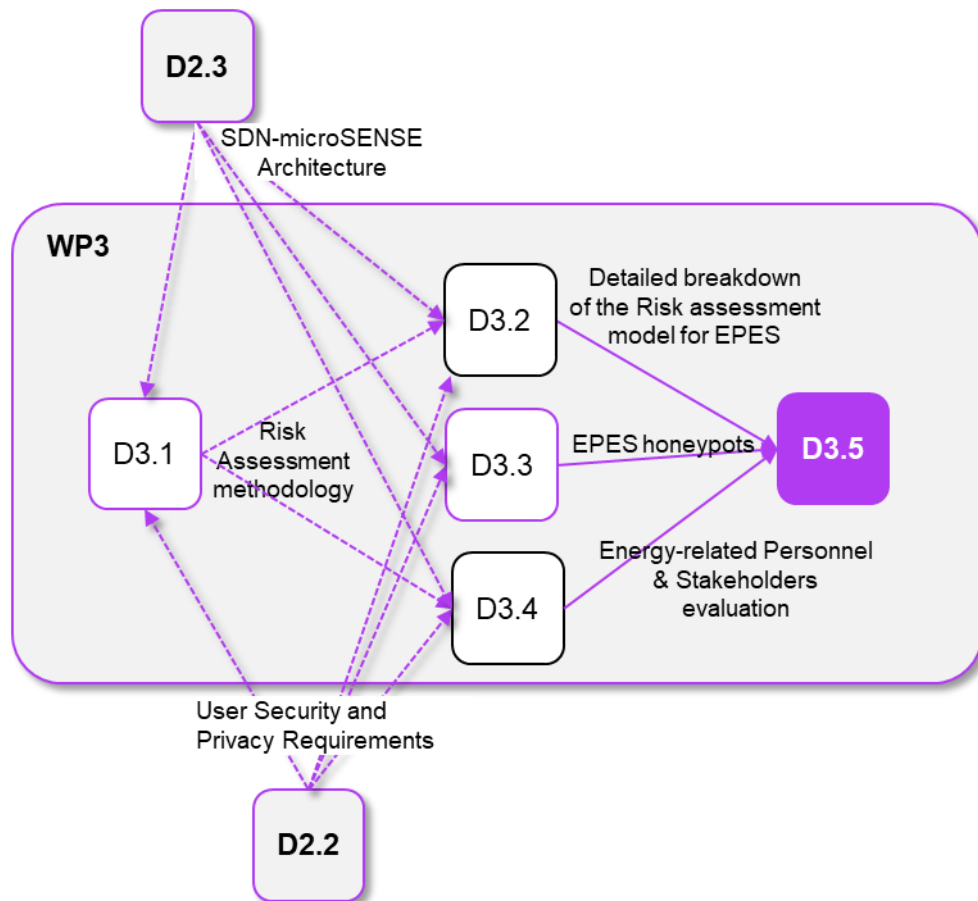 D2.3
SDN-microSENSE
Architecture
WP3
D3.2
Detailed breakdown
of the Risk assessment
model for EPES
D3.1
Risk
Assessment
methodology
D3.3
EPES honeypots
D3.5
D3.4
Energy-related Personnel
& Stakeholders
evaluation
User Security and
Privacy Requirements
D2.2